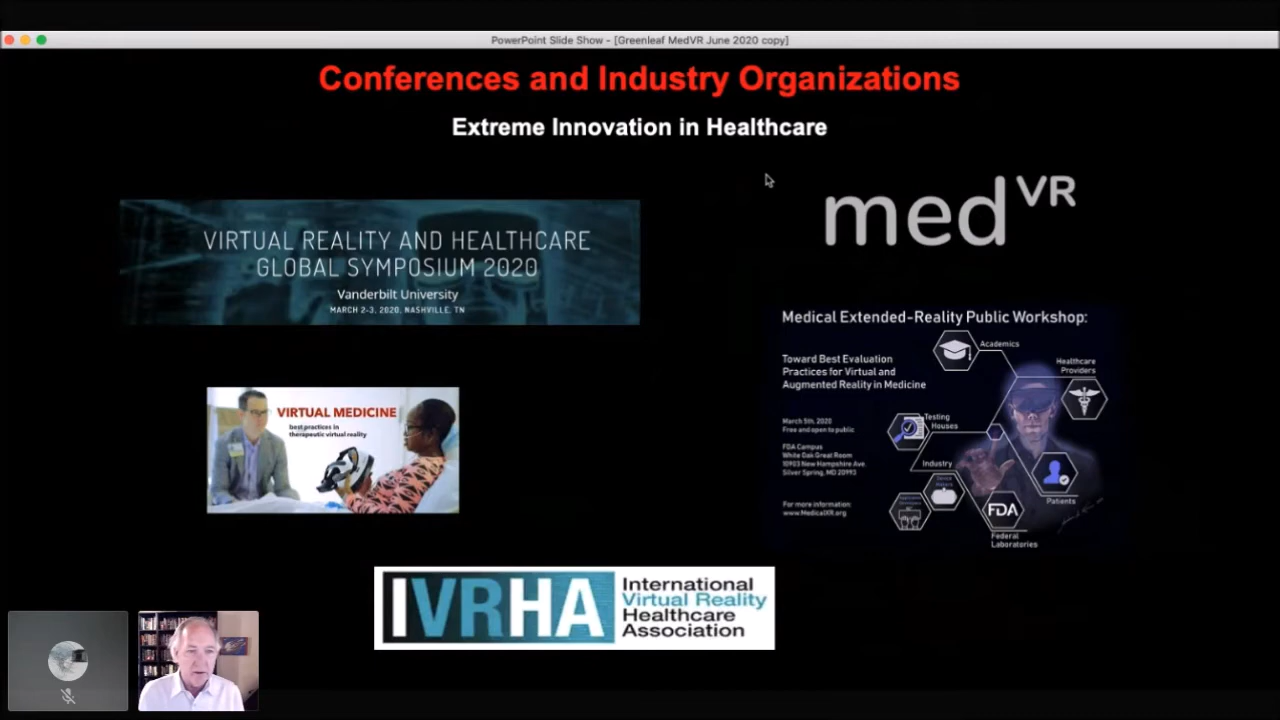 PowerPoint Slide Show - [Greenleaf MedVR June 2020 copy]
Conferences and Industry Organizations
Extreme Innovation in Healthcare
VIRTUAL REALITY AND HEALTHCARE
GLOBAL SYMPOSIUM 2020
Vanderbilt University
MARCH 2-3, 2020, NASHVILLE, TN
med VR
Medical Extended-Reality Public Workshop:
Academics
Toward Best Evaluation
Practices for Virtual and
Augmented Reality in Medicine
Healthcare
Providers
March 5th, 2020
Free and open to public
FDA Campus
White Oak Great Room
10903 New Hampshire Ave
Silver Spring, MD 20993
For more information:
www.MedicalXR.org
Testing
Houses
Industry
Patients
FDA
Federal
Laboratories
VIRTUAL MEDICINE
best practices in
therapeutic virtual reality
IVRHA
International
Virtual Reality
Healthcare
Association